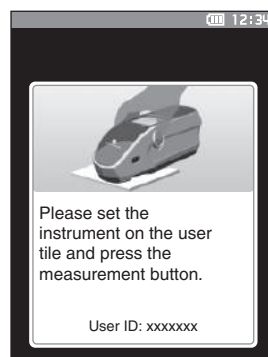 12:34
Please set the
instrument on the user
tile and press the
measurement button.
User ID: xxxxxxx